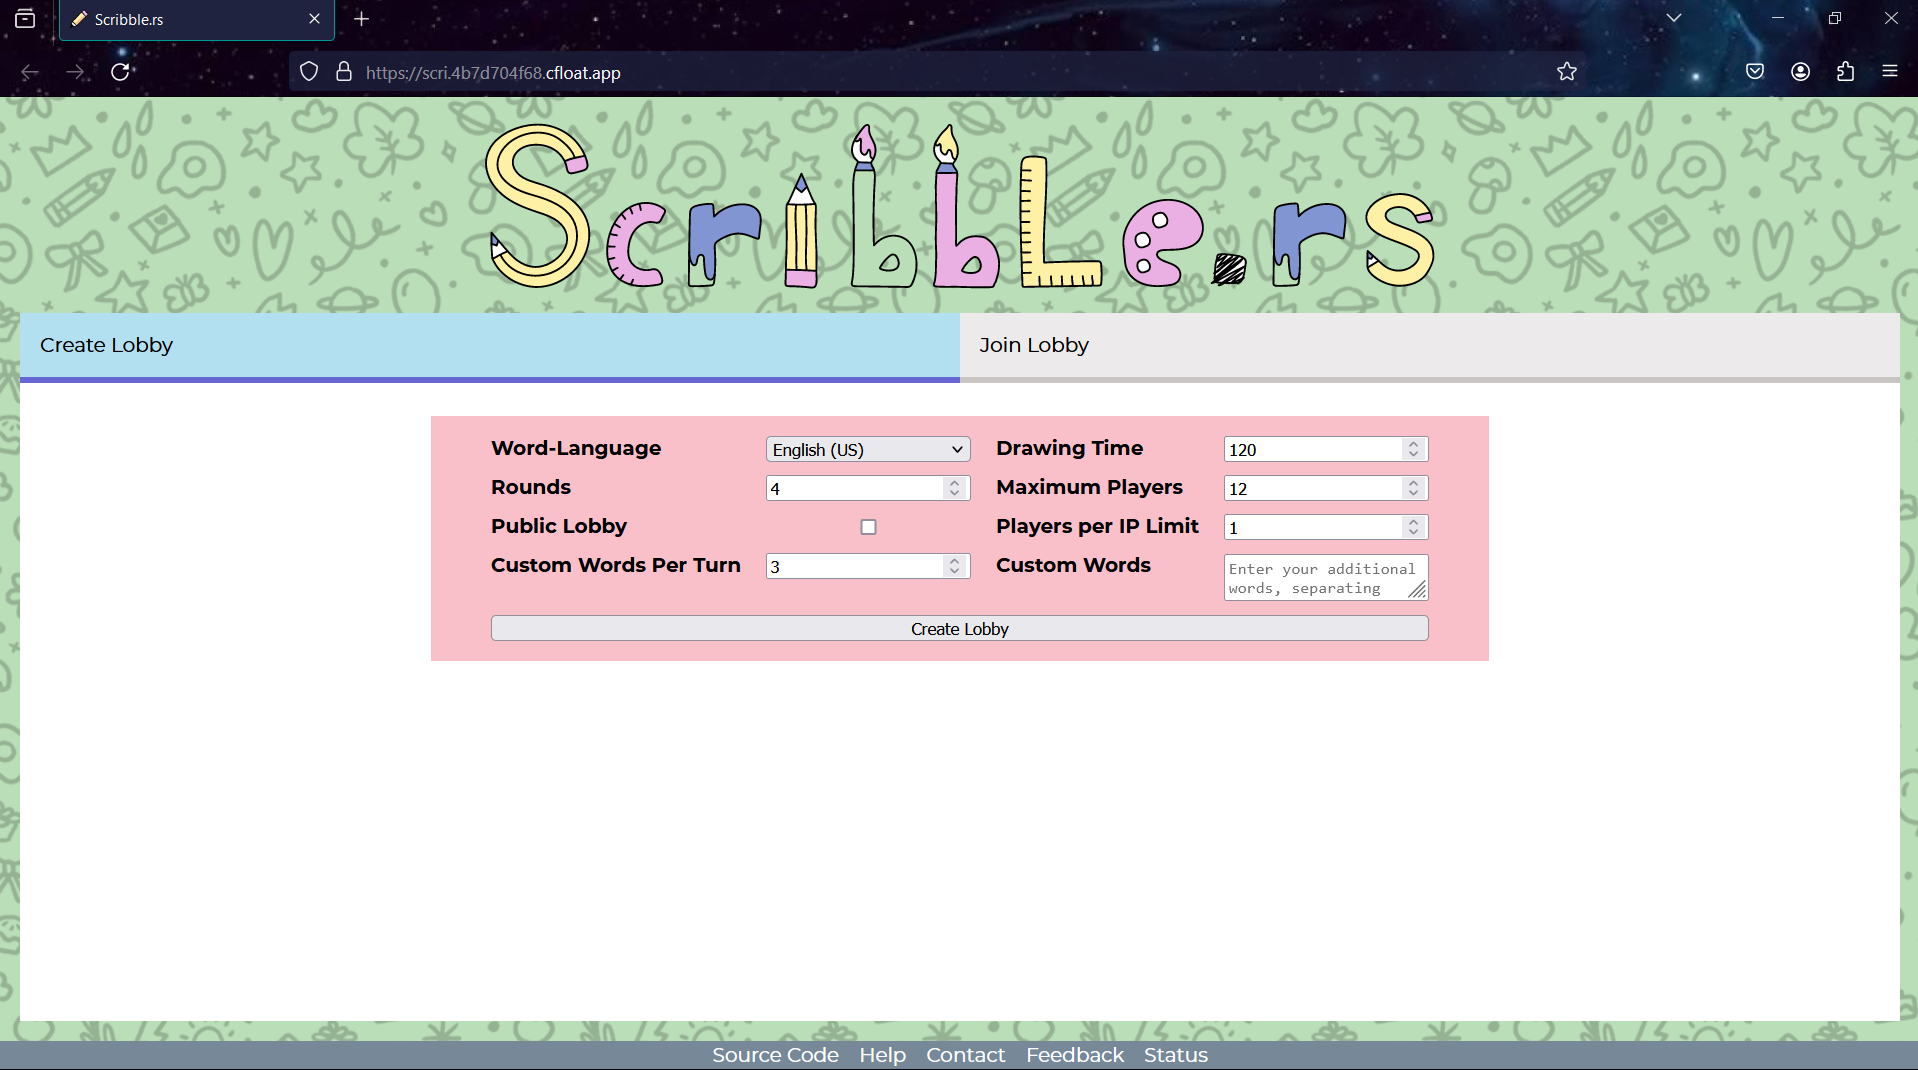 Scribble.rs
https://scri.4b7d704f68.cfloat.app
Scribble.rs
Create Lobby
Join Lobby
Word-Language
English (US)
Drawing Time
120
Rounds
4
Maximum Players
12
Public Lobby
Players per IP Limit
1
Custom Words Per Turn
3
Custom Words
Enter your additional
words, separating
Create Lobby
Source Code Help Contact Feedback Status